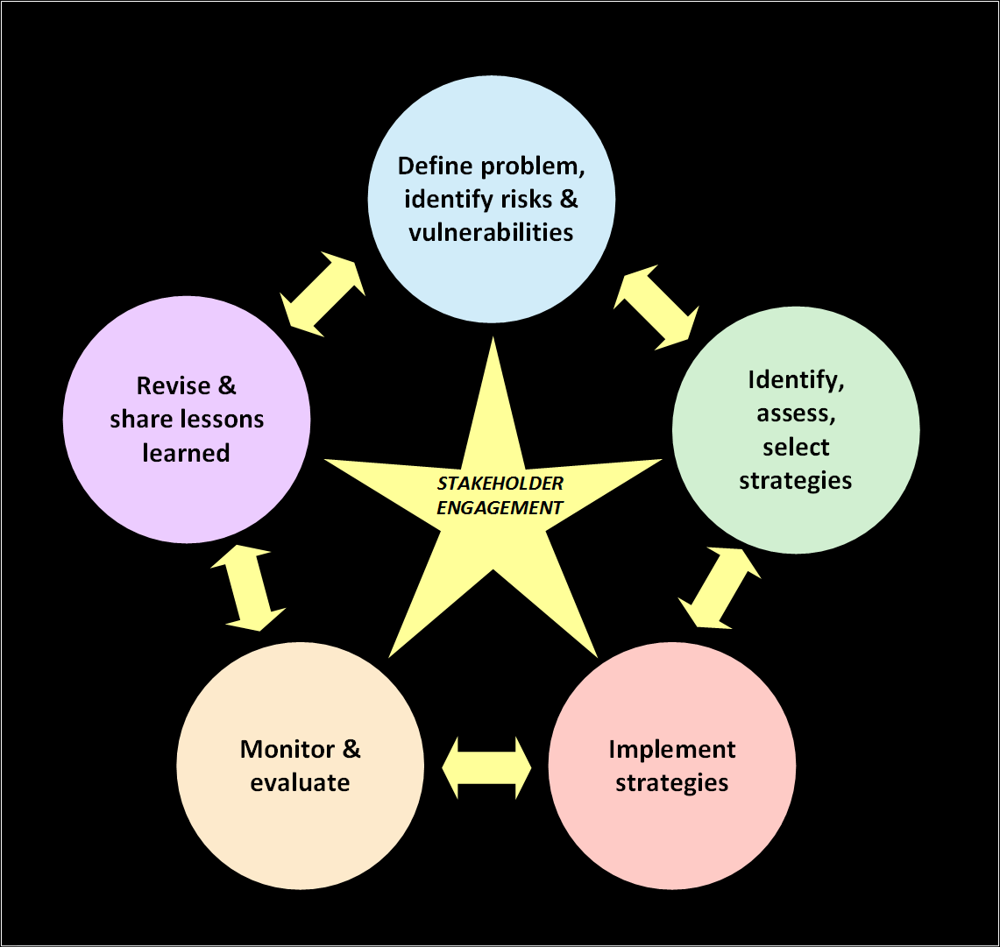 Define problem,
identify risks &
vulnerabilities
Identify,
assess,
select
strategies
Implement
strategies
Monitor &
evaluate
Revise &
share lessons
learned
STAKEHOLDER
ENGAGEMENT